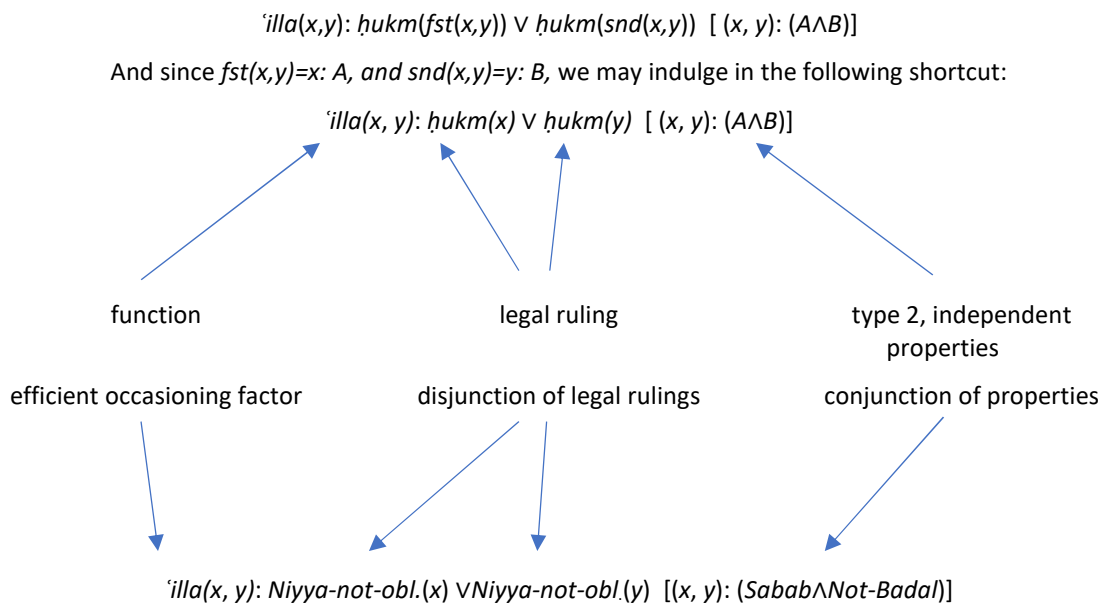 ʿilla(x,y): ḥukm(fst(x,y)) ∨ ḥukm(snd(x,y)) [ (x, y): (A∧B)]
And since fst(x,y)=x: A, and snd(x,y)=y: B, we may indulge in the following shortcut:
ʿilla(x, y): ḥukm(x) ∨ ḥukm(y) [ (x, y): (A∧B)]
function legal ruling type 2, independent
properties
efficient occasioning factor disjunction of legal rulings conjunction of properties
ʿilla(x, y): Niyya-not-obl.(x) ∨Niyya-not-obl.(y) [(x, y): (Sabab∧Not-Badal)]